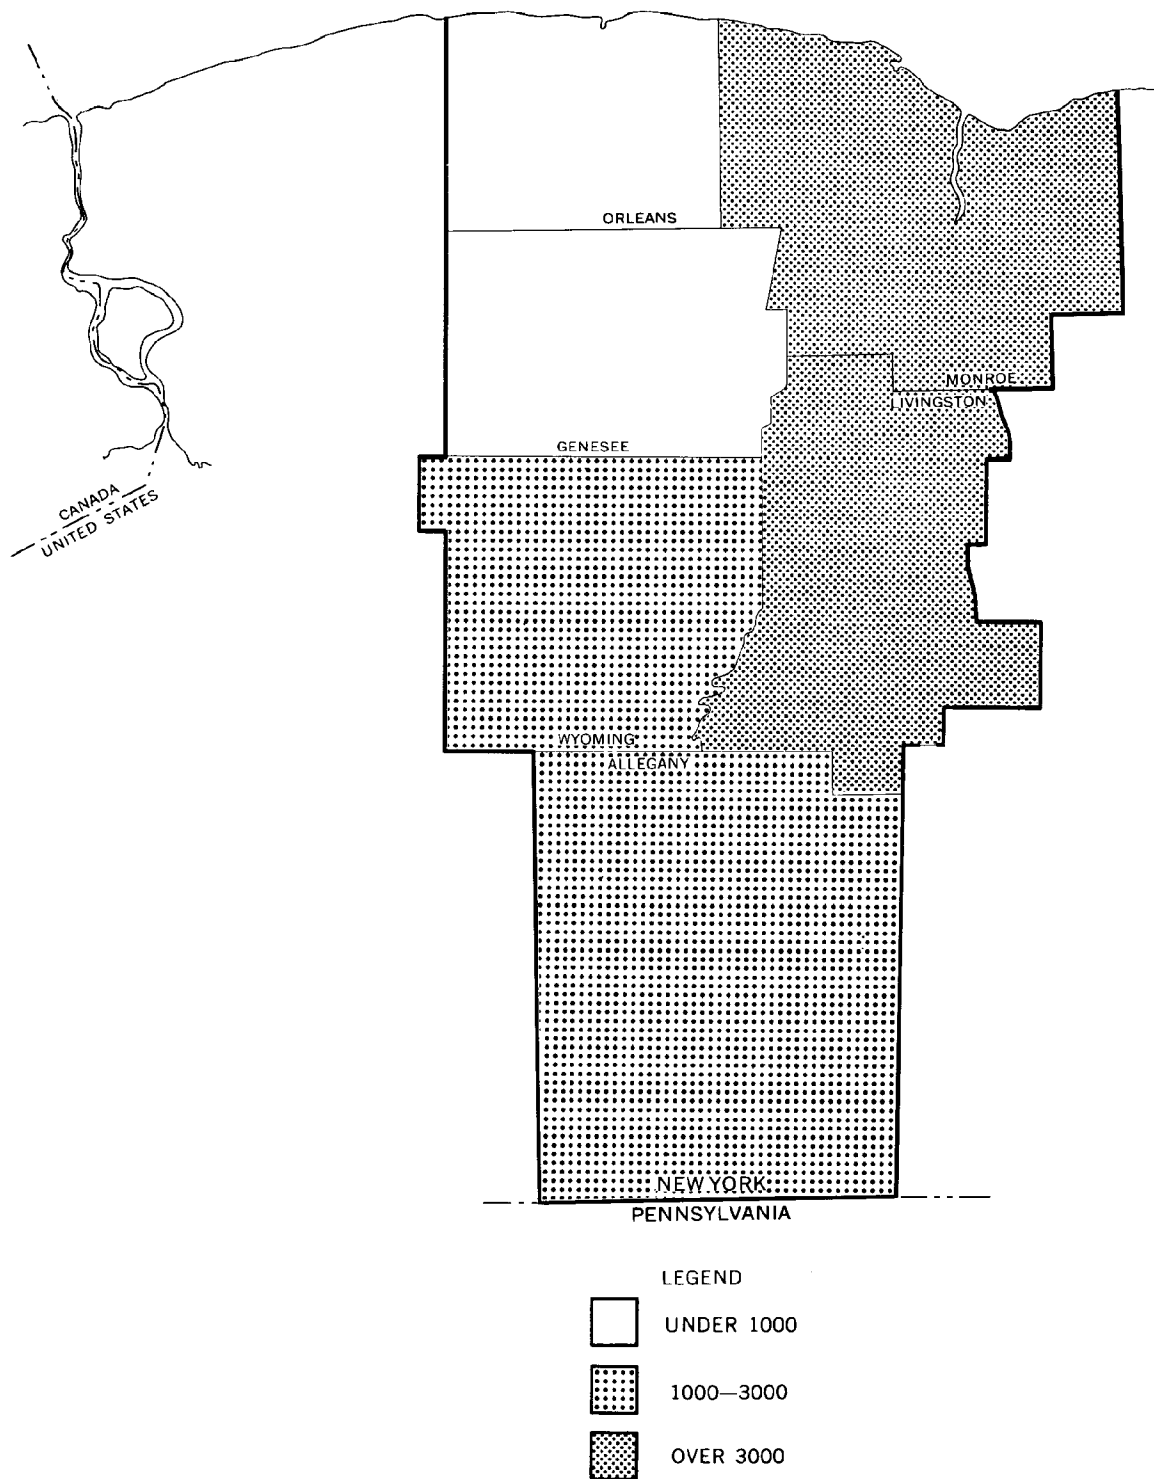 ORLEANS
MONROE
LIVINGSTON
GENESEE
CANADA
UNITED STATES
WYOMING
ALLEGANY
NEW YORK
PENNSYLVANIA
LEGEND
UNDER 1000
1000—3000
OVER 3000